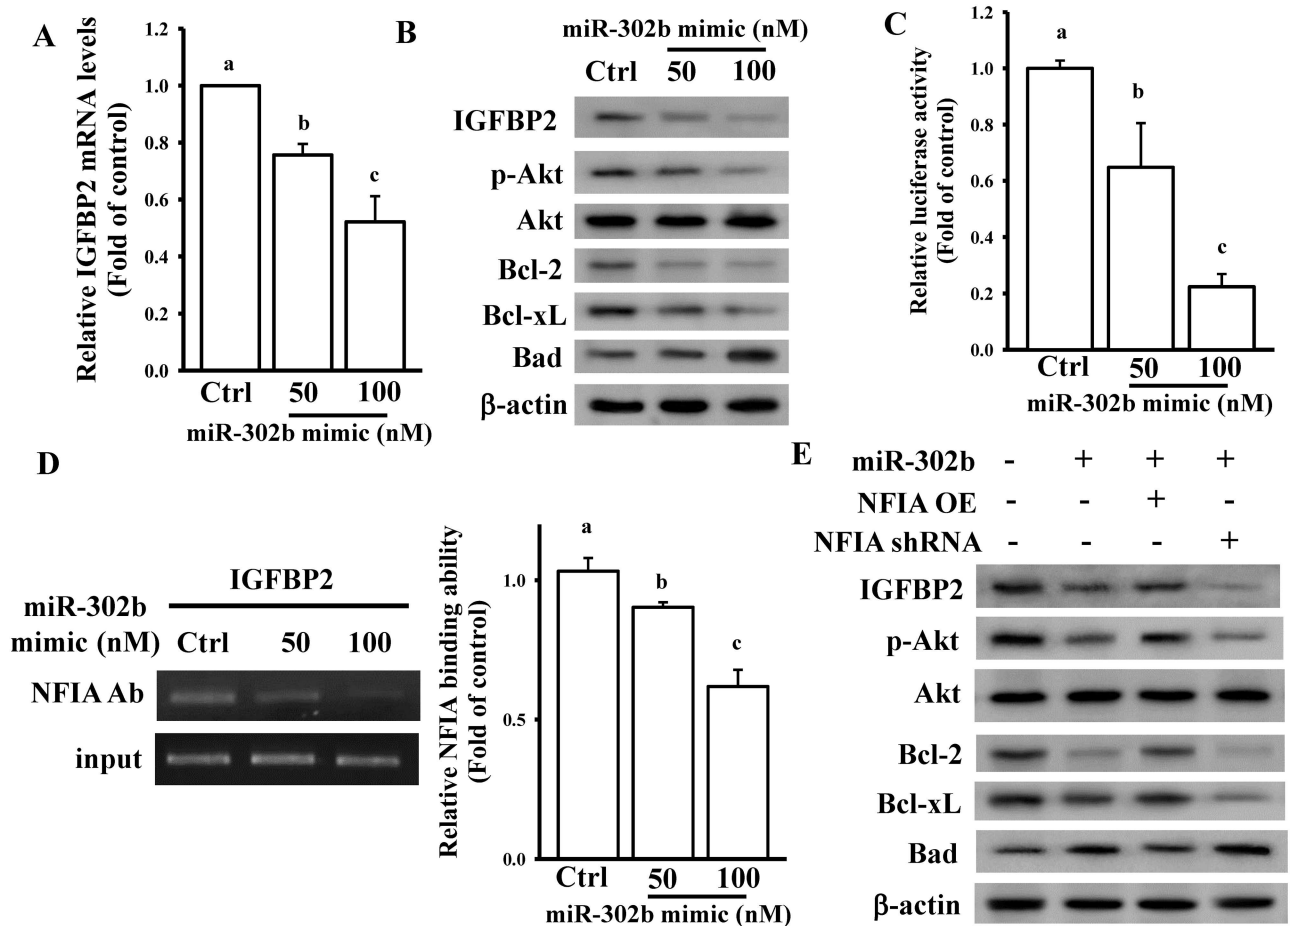 A
Relative IGFBP2 mRNA levels
(Fold of control)
1.2
1.0
0.8
0.6
0.4
0.2
0.0
a
b
c
Ctrl 50 100
miR-302b mimic (nM)
B
miR-302b mimic (nM)
Ctrl 50 100
IGFBP2
p-Akt
Akt
Bcl-2
Bcl-xL
Bad
β-actin
C
Relative luciferase activity
(Fold of control)
1.2
1.0
0.8
0.6
0.4
0.2
0.0
a
b
c
Ctrl 50 100
miR-302b mimic (nM)
D
IGFBP2
miR-302b
mimic (nM) Ctrl 50 100
NFIA Ab
input
Relative NFIA binding ability
(Fold of control)
1.0
0.5
0.0
a
b
c
Ctrl 50 100
miR-302b mimic (nM)
E
miR-302b - + + +
NFIA OE - - + -
NFIA shRNA - - - +
IGFBP2
p-Akt
Akt
Bcl-2
Bcl-xL
Bad
β-actin